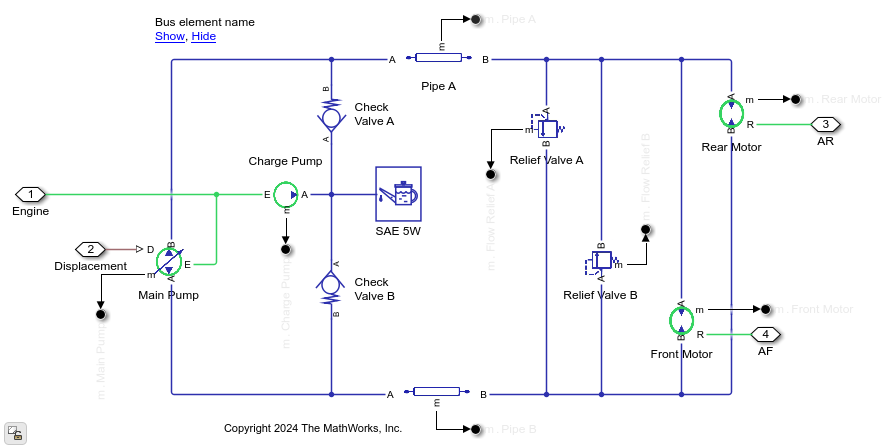 Bus element name
Show, Hide
m . Pipe A
m
A
B
Pipe A
B
Check
Valve A
A
A
m
B
Relief Valve A
m . Flow Relief A
m . Flow Relief B
A
m
m . Rear Motor
R
B
3
Rear Motor
AR
Charge Pump
1
Engine
E
A
m
SAE 5W
m . Charge Pump
2
Displacement
D
B
E
m
A
Main Pump
m . Main Pump
A
Check
Valve B
B
B
m
A
Relief Valve B
A
m
m . Front Motor
R
B
4
Front Motor
AF
A
B
m
m . Pipe B
Copyright 2024 The MathWorks, Inc.